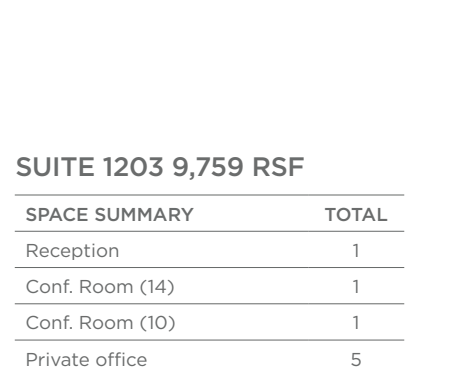 SUITE 1203 9,759 RSF
SPACE SUMMARY TOTAL
Reception 1
Conf. Room (14) 1
Conf. Room (10) 1
Private office 5